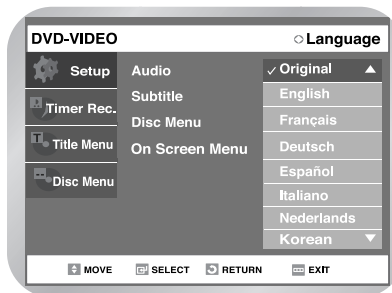 DVD-VIDEO
Language
Setup
Timer Rec.
Title Menu
Disc Menu
Audio
Subtitle
Disc Menu
On Screen Menu
✓ Original ▲
English
Français
Deutsch
Español
Italiano
Nederlands
Korean ▼
MOVE SELECT RETURN EXIT